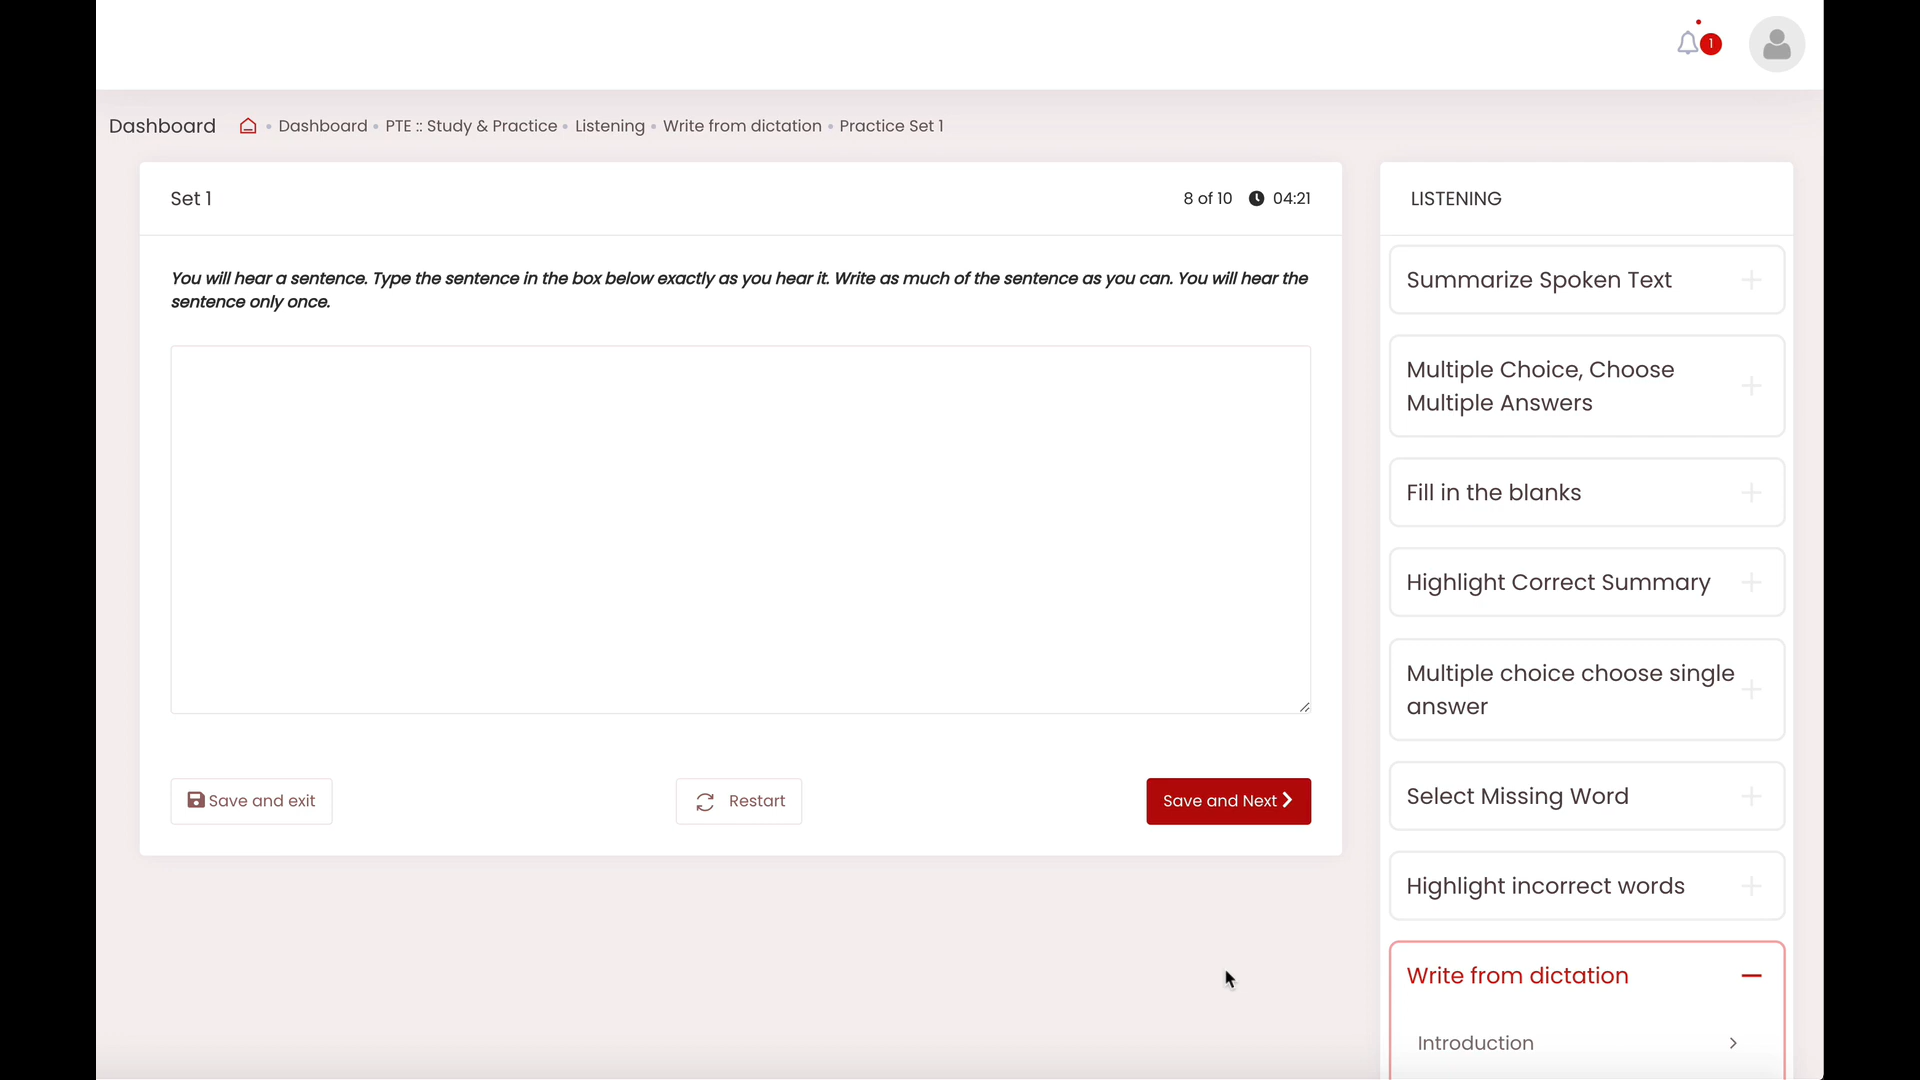 1
Dashboard Dashboard PTE :: Study & Practice Listening Write from dictation Practice Set 1
Set 1
8 of 10 04:21
You will hear a sentence. Type the sentence in the box below exactly as you hear it. Write as much of the sentence as you can. You will hear the
sentence only once.
Save and exit
Restart
Save and Next
LISTENING
Summarize Spoken Text
Multiple Choice, Choose
Multiple Answers
Fill in the blanks
Highlight Correct Summary
Multiple choice choose single
answer
Select Missing Word
Highlight incorrect words
Write from dictation
Introduction